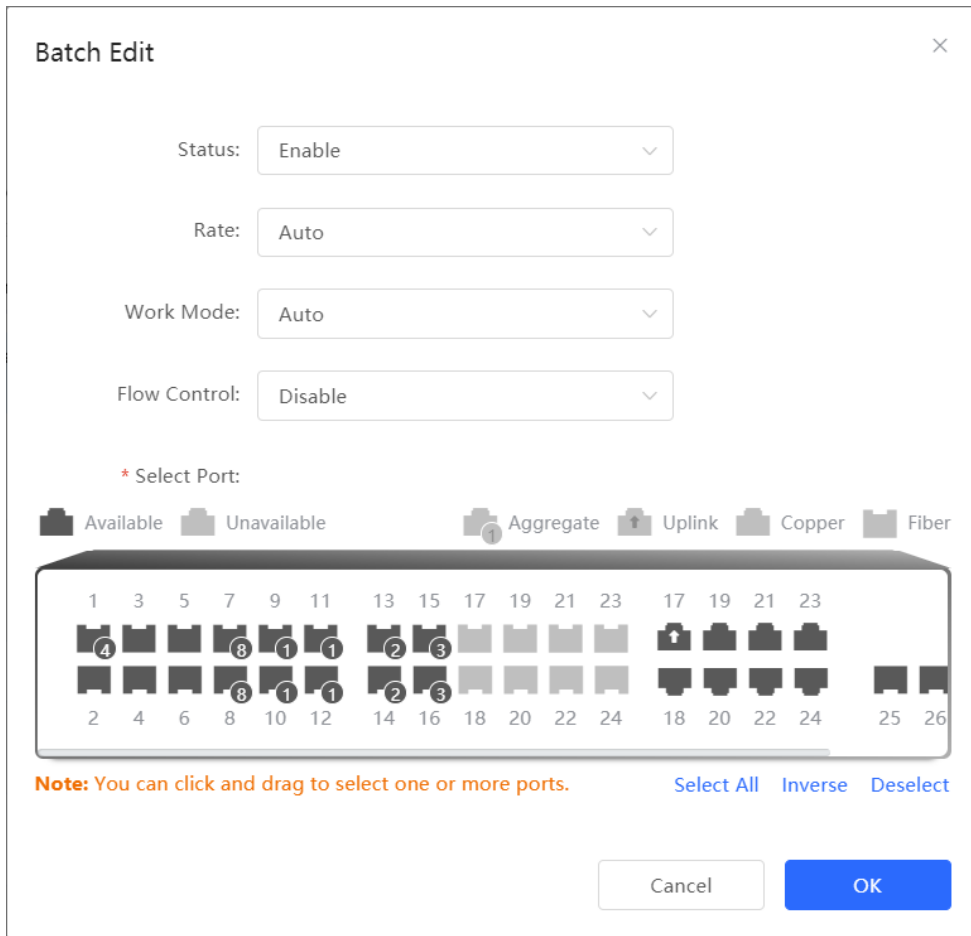 Batch Edit
Status: Enable
Rate: Auto
Work Mode: Auto
Flow Control: Disable
* Select Port:
Available Unavailable 1 Aggregate Uplink Copper Fiber
1 3 5 7 9 11 13 15 17 19 21 23 17 19 21 23
4 8 1 1 2 3
8 1 1 2 3
2 4 6 8 10 12 14 16 18 20 22 24 18 20 22 24 25 26
Note: You can click and drag to select one or more ports. Select All Inverse Deselect
Cancel OK